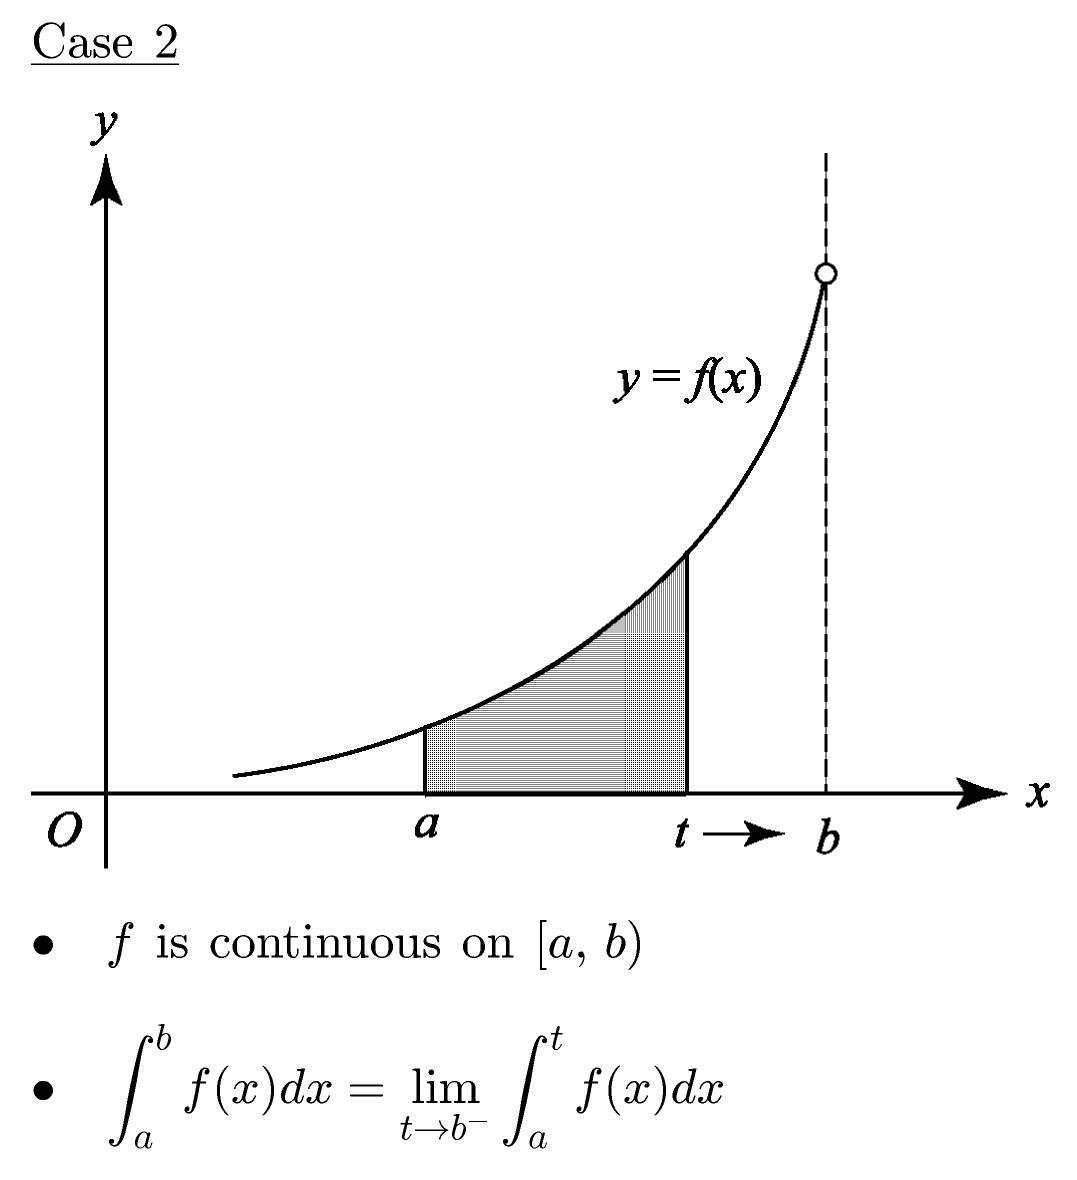 Case 2
y
y = f(x)
x
O
a
t → b
• f is continuous on [a, b)
• ∫_a^b f(x)dx = lim_{t→b⁻} ∫_a^t f(x)dx